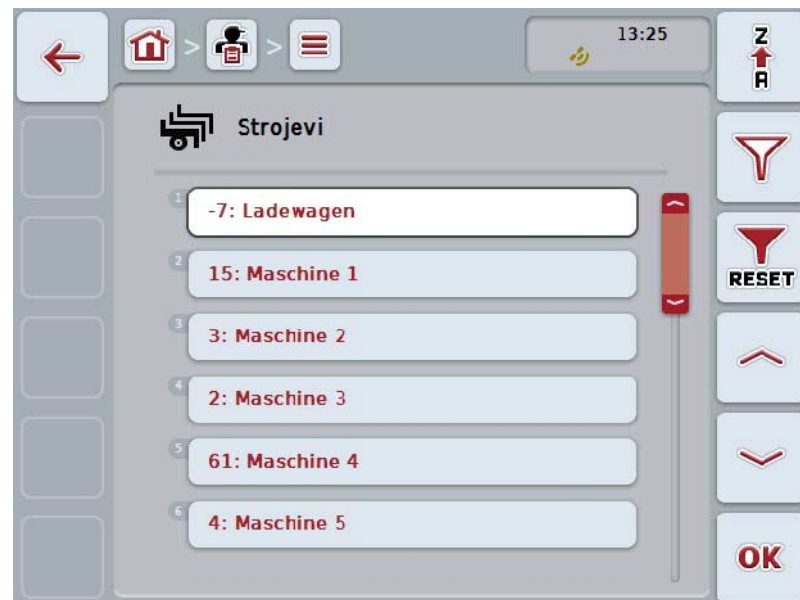 13:25
Z
A
Strojevi
1
-7: Ladewagen
2
15: Maschine 1
RESET
3
3: Maschine 2
4
2: Maschine 3
5
61: Maschine 4
6
4: Maschine 5
OK